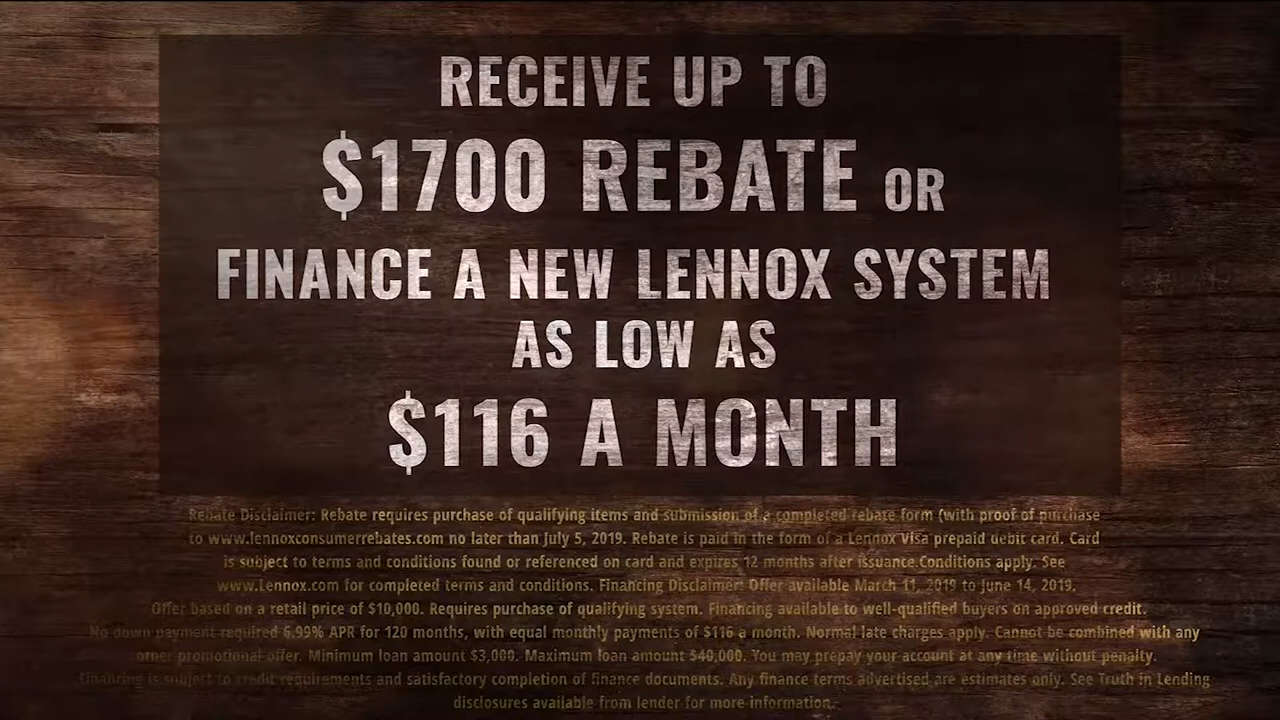 RECEIVE UP TO
$1700 REBATE OR
FINANCE A NEW LENNOX SYSTEM
AS LOW AS
$116 A MONTH
Rebate Disclaimer: Rebate requires purchase of qualifying items and submission of a completed rebate form (with proof of purchase
to www.lennoxconsumerrebates.com no later than July 5, 2019. Rebate is paid in the form of a Lennox Visa prepaid debit card. Card
is subject to terms and conditions found or referenced on card and expires 12 months after issuance.Conditions apply. See
www.Lennox.com for completed terms and conditions. Financing Disclaimer: Offer available March 11, 2019 to June 14, 2019.
Offer based on a retail price of $10,000. Requires purchase of qualifying system. Financing available to well-qualified buyers on approved credit.
No down payment required 6.99% APR for 120 months, with equal monthly payments of $116 a month. Normal late charges apply. Cannot be combined with any
other promotional offer. Minimum loan amount $3,000. Maximum loan amount $40,000. You may prepay your account at any time without penalty.
Financing is subject to credit requirements and satisfactory completion of finance documents. Any finance terms advertised are estimates only. See Truth in Lending
disclosures available from lender for more information.